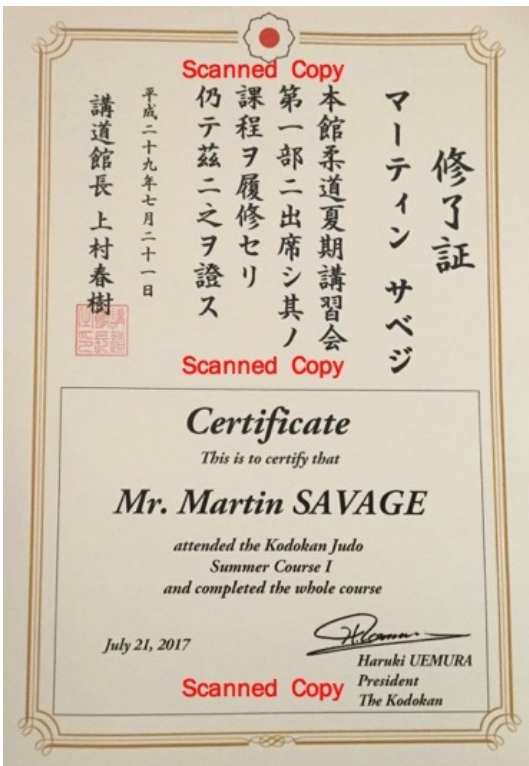 Scanned Copy
修了証
マーティン サベジ
本館柔道夏期講習会
第一部ニ出席シ其ノ
課程ヲ履修セリ
仍テ茲ニ之ヲ證ス
平成二十九年七月二十一日
講道館長 上村春樹
Scanned Copy
Certificate
This is to certify that
Mr. Martin SAVAGE
attended the Kodokan Judo
Summer Course I
and completed the whole course
July 21, 2017
Haruki UEMURA
President
Scanned Copy
The Kodokan